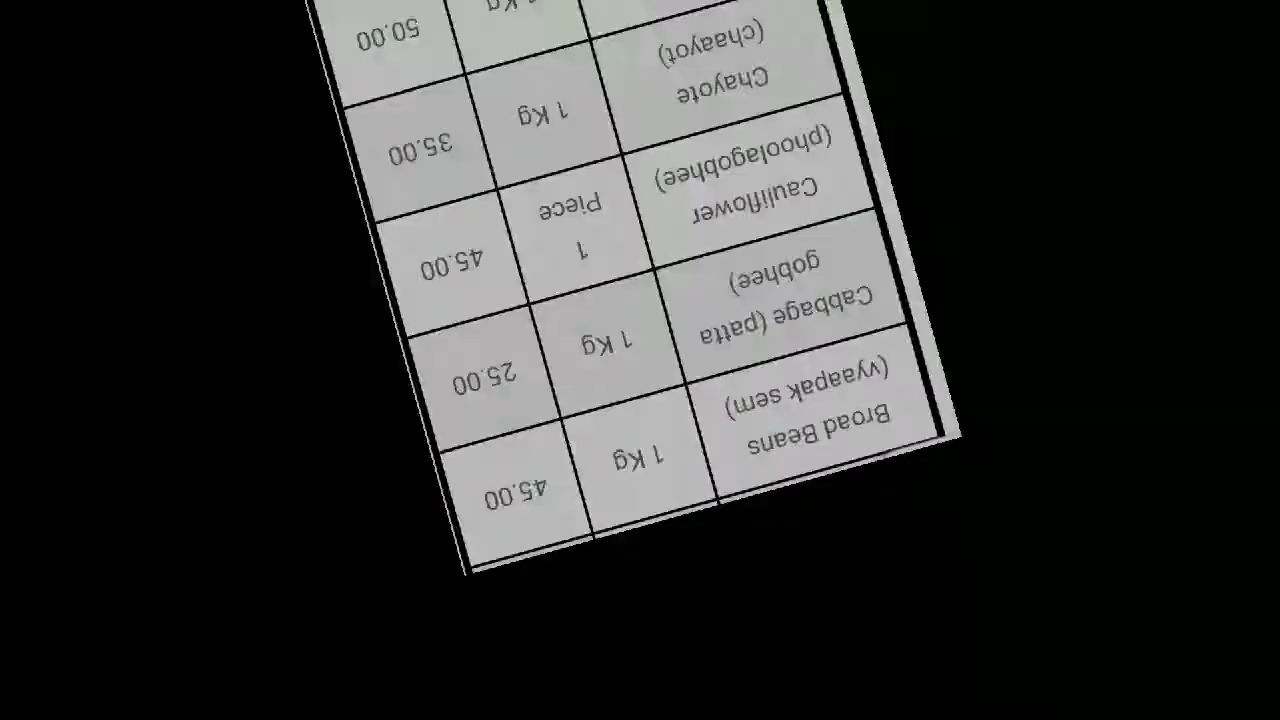 Broad Beans
(vyaapak sem)
1 Kg
45.00
Cabbage (patta
gobhee)
1 Kg
25.00
Cauliflower
(phoolagobhee)
1
Piece
45.00
Chayote
(chaayot)
1 Kg
35.00
Kg
50.00